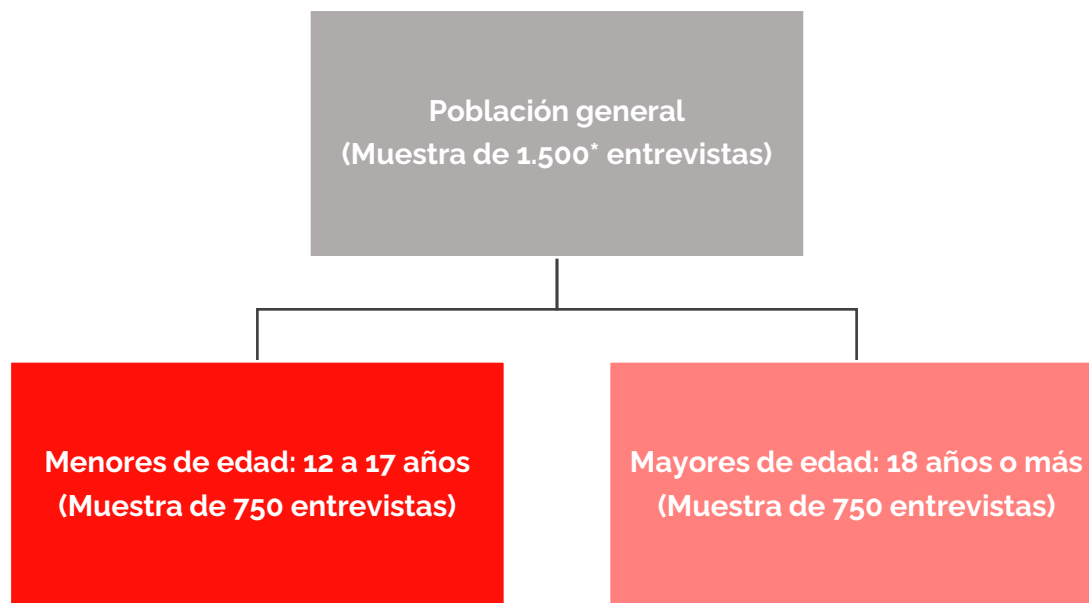 Población general
(Muestra de 1.500* entrevistas)
Menores de edad: 12 a 17 años
(Muestra de 750 entrevistas)
Mayores de edad: 18 años o más
(Muestra de 750 entrevistas)